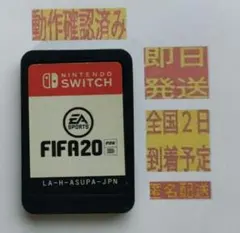 動作確認済み
NINTENDO
SWITCH
EA
SPORTS
FIFA20
LA-H-ASUPA-JPN
即日
発送
全国2日
到着予定
匿名配送